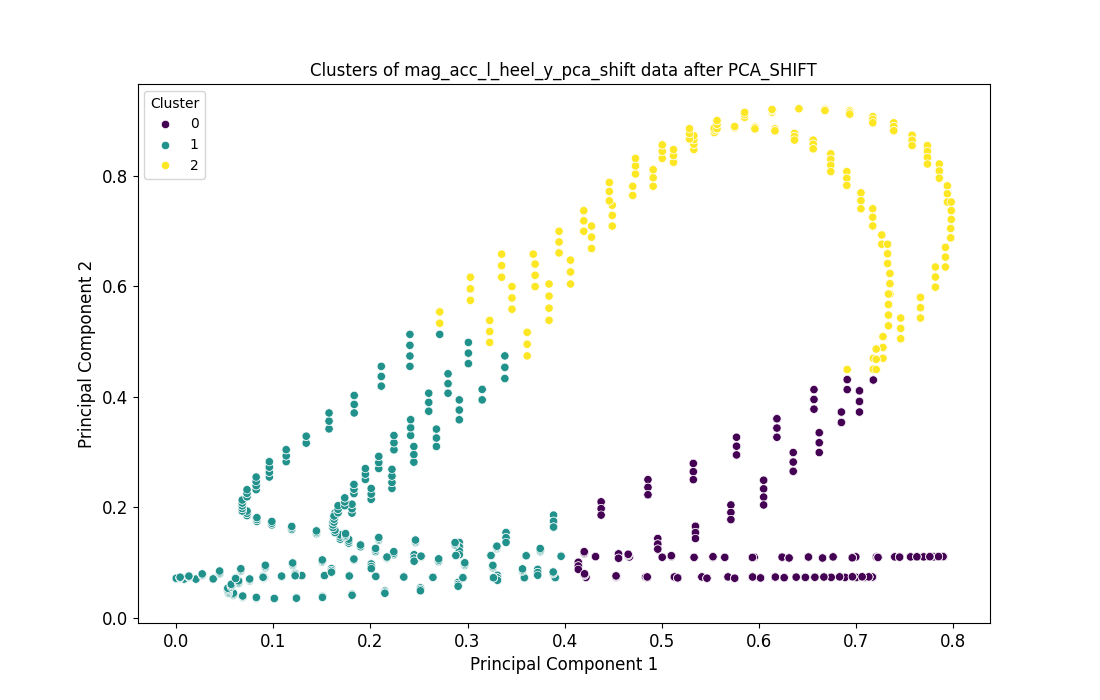 Clusters of mag_acc_l_heel_y_pca_shift data after PCA_SHIFT
Cluster
0
1
2
Principal Component 2
0.8
0.6
0.4
0.2
0.0
0.0 0.1 0.2 0.3 0.4 0.5 0.6 0.7 0.8
Principal Component 1